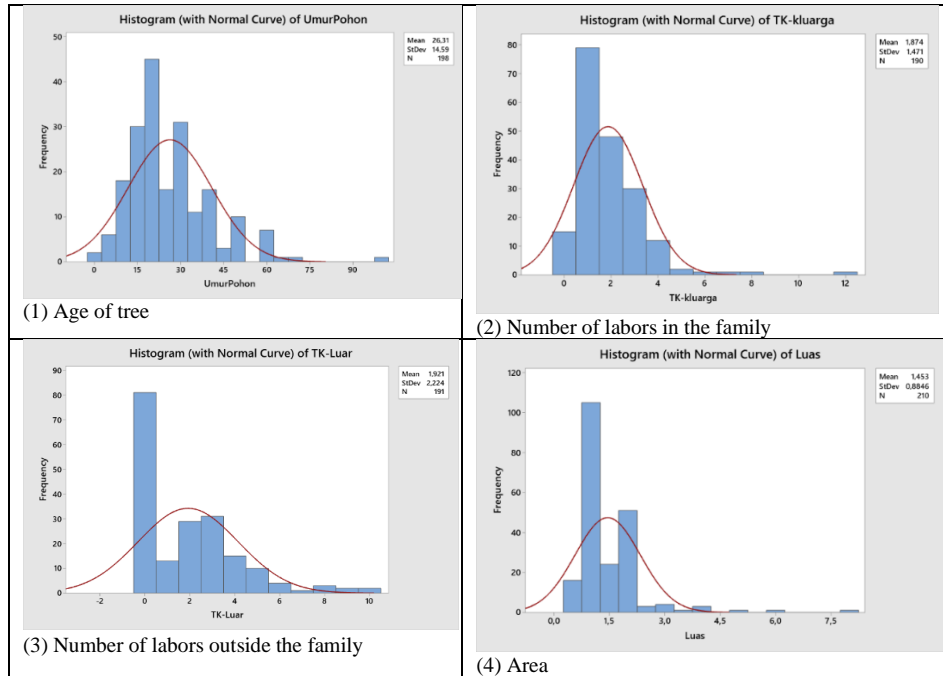 Histogram (with Normal Curve) of UmurPohon
Mean 26,31
StDev 14,59
N 198
50
40
30
20
10
0
Frequency
0 15 30 45 60 75 90
UmurPohon
(1) Age of tree
Histogram (with Normal Curve) of TK-kluarga
Mean 1,874
StDev 1,471
N 190
80
70
60
50
40
30
20
10
0
Frequency
0 2 4 6 8 10 12
TK-kluarga
(2) Number of labors in the family
Histogram (with Normal Curve) of TK-Luar
Mean 1,921
StDev 2,224
N 191
90
80
70
60
50
40
30
20
10
0
Frequency
-2 0 2 4 6 8 10
TK-Luar
(3) Number of labors outside the family
Histogram (with Normal Curve) of Luas
Mean 1,453
StDev 0,8846
N 210
120
100
80
60
40
20
0
Frequency
0,0 1,5 3,0 4,5 6,0 7,5
Luas
(4) Area